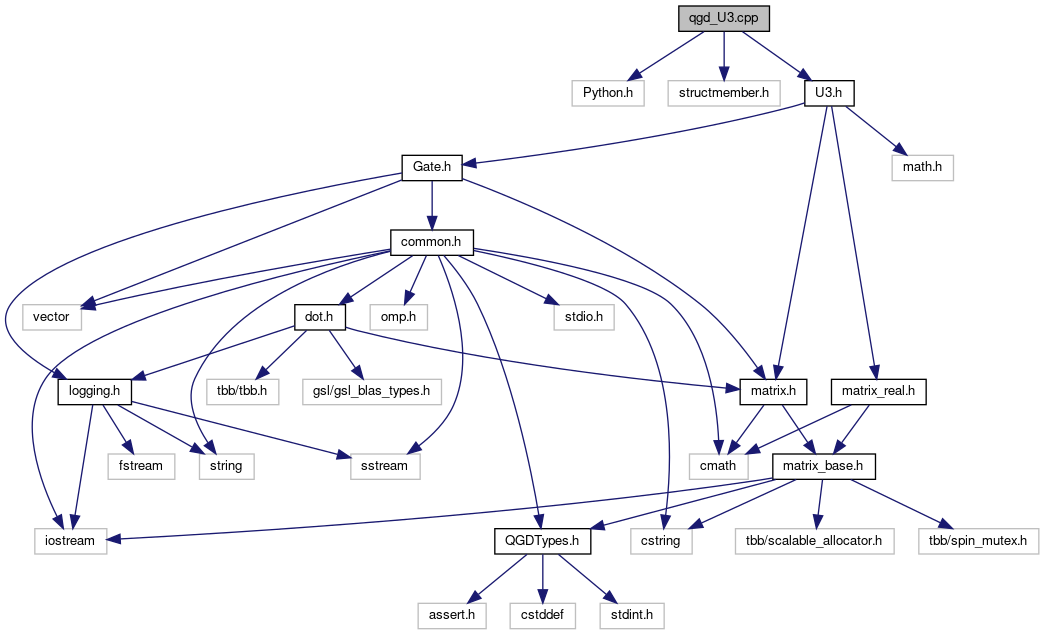 qgd_U3.cpp
Python.h
structmember.h
U3.h
Gate.h
math.h
common.h
vector
dot.h
omp.h
stdio.h
logging.h
tbb/tbb.h
gsl/gsl_blas_types.h
matrix.h
matrix_real.h
fstream
string
sstream
cmath
matrix_base.h
iostream
QGDTypes.h
cstring
tbb/scalable_allocator.h
tbb/spin_mutex.h
assert.h
cstddef
stdint.h